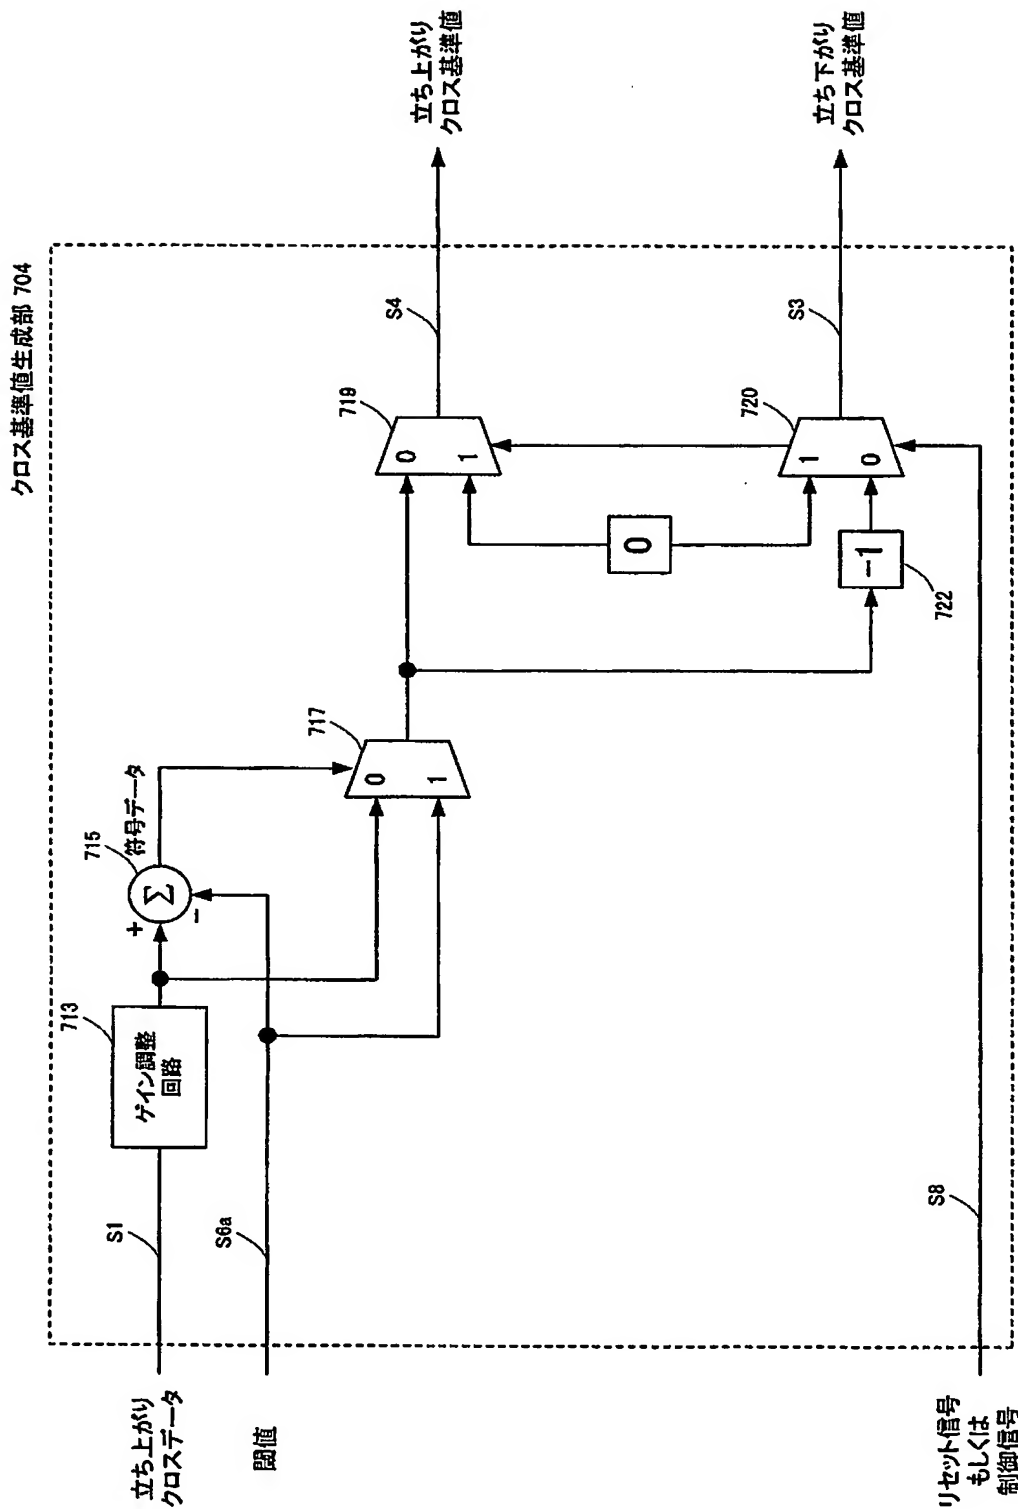 クロス基準値生成部 704
立ち上がり
クロスデータ
S1
713
ゲイン調整
回路
715
+
Σ
-
符号データ
閾値
S6a
717
0
1
719
0
1
S4
立ち上がり
クロス基準値
0
-1
722
720
1
0
S3
立ち下がり
クロス基準値
リセット信号
もしくは
制御信号
S8